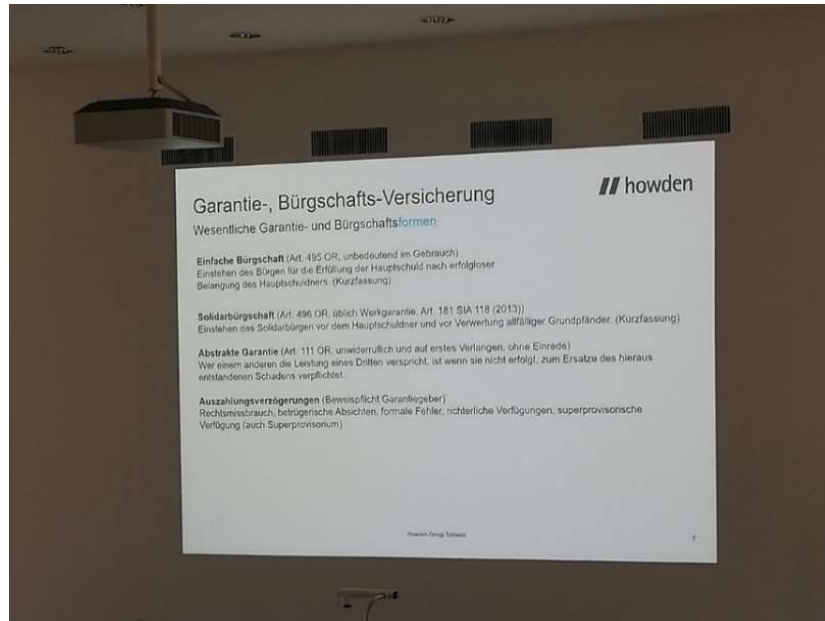 howden
Garantie-, Bürgschafts-Versicherung
Wesentliche Garantie- und Bürgschaftsformen
Einfache Bürgschaft (Art. 495 OR, unbedeutend im Gebrauch)
Einstehen des Bürgen für die Erfüllung der Hauptschuld nach erfolgloser
Belangung des Hauptschuldners. (Kurzfassung)
Solidarbürgschaft (Art. 496 OR, üblich Werkgarantie, Art. 181 SIA 118 (2013))
Einstehen des Solidarbürgen vor dem Hauptschuldner und vor Verwertung allfälliger Grundpfänder. (Kurzfassung)
Abstrakte Garantie (Art. 111 OR, unwiderruflich und auf erstes Verlangen, ohne Einrede)
Wer einem anderen die Leistung eines Dritten verspricht, ist wenn sie nicht erfolgt, zum Ersatze des hieraus
entstandenen Schadens verpflichtet.
Auszahlungsverzögerungen (Beweispflicht Garantiegeber)
Rechtsmissbrauch, betrügerische Absichten, formale Fehler, richterliche Verfügungen, superprovisorische
Verfügung (auch Superprovisorium)
Howden Group Schweiz
7